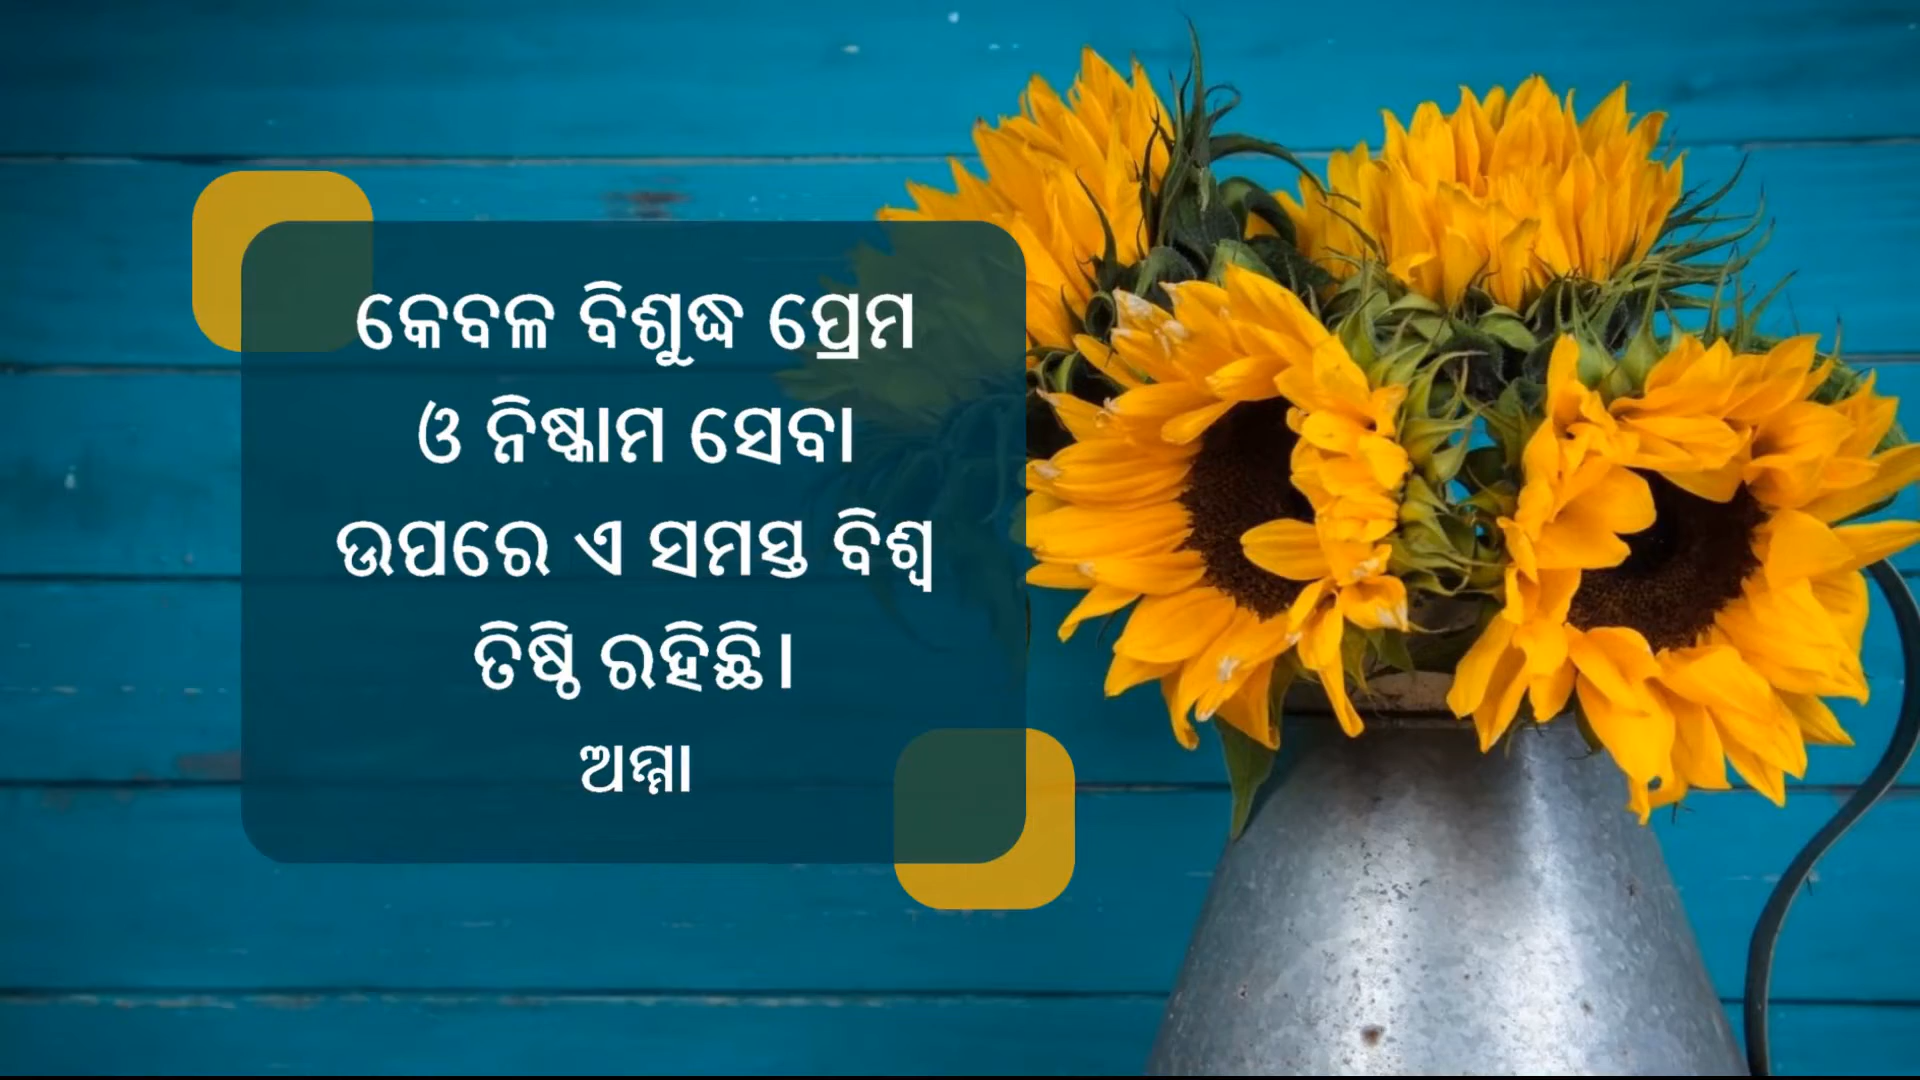 କେବଳ ବିଶୁଦ୍ଧ ପ୍ରେମ
ଓ ନିଷ୍କାମ ସେବା
ଉପରେ ଏ ସମସ୍ତ ବିଶ୍ୱ
ତିଷ୍ଠି ରହିଛି।
ଅମ୍ମା